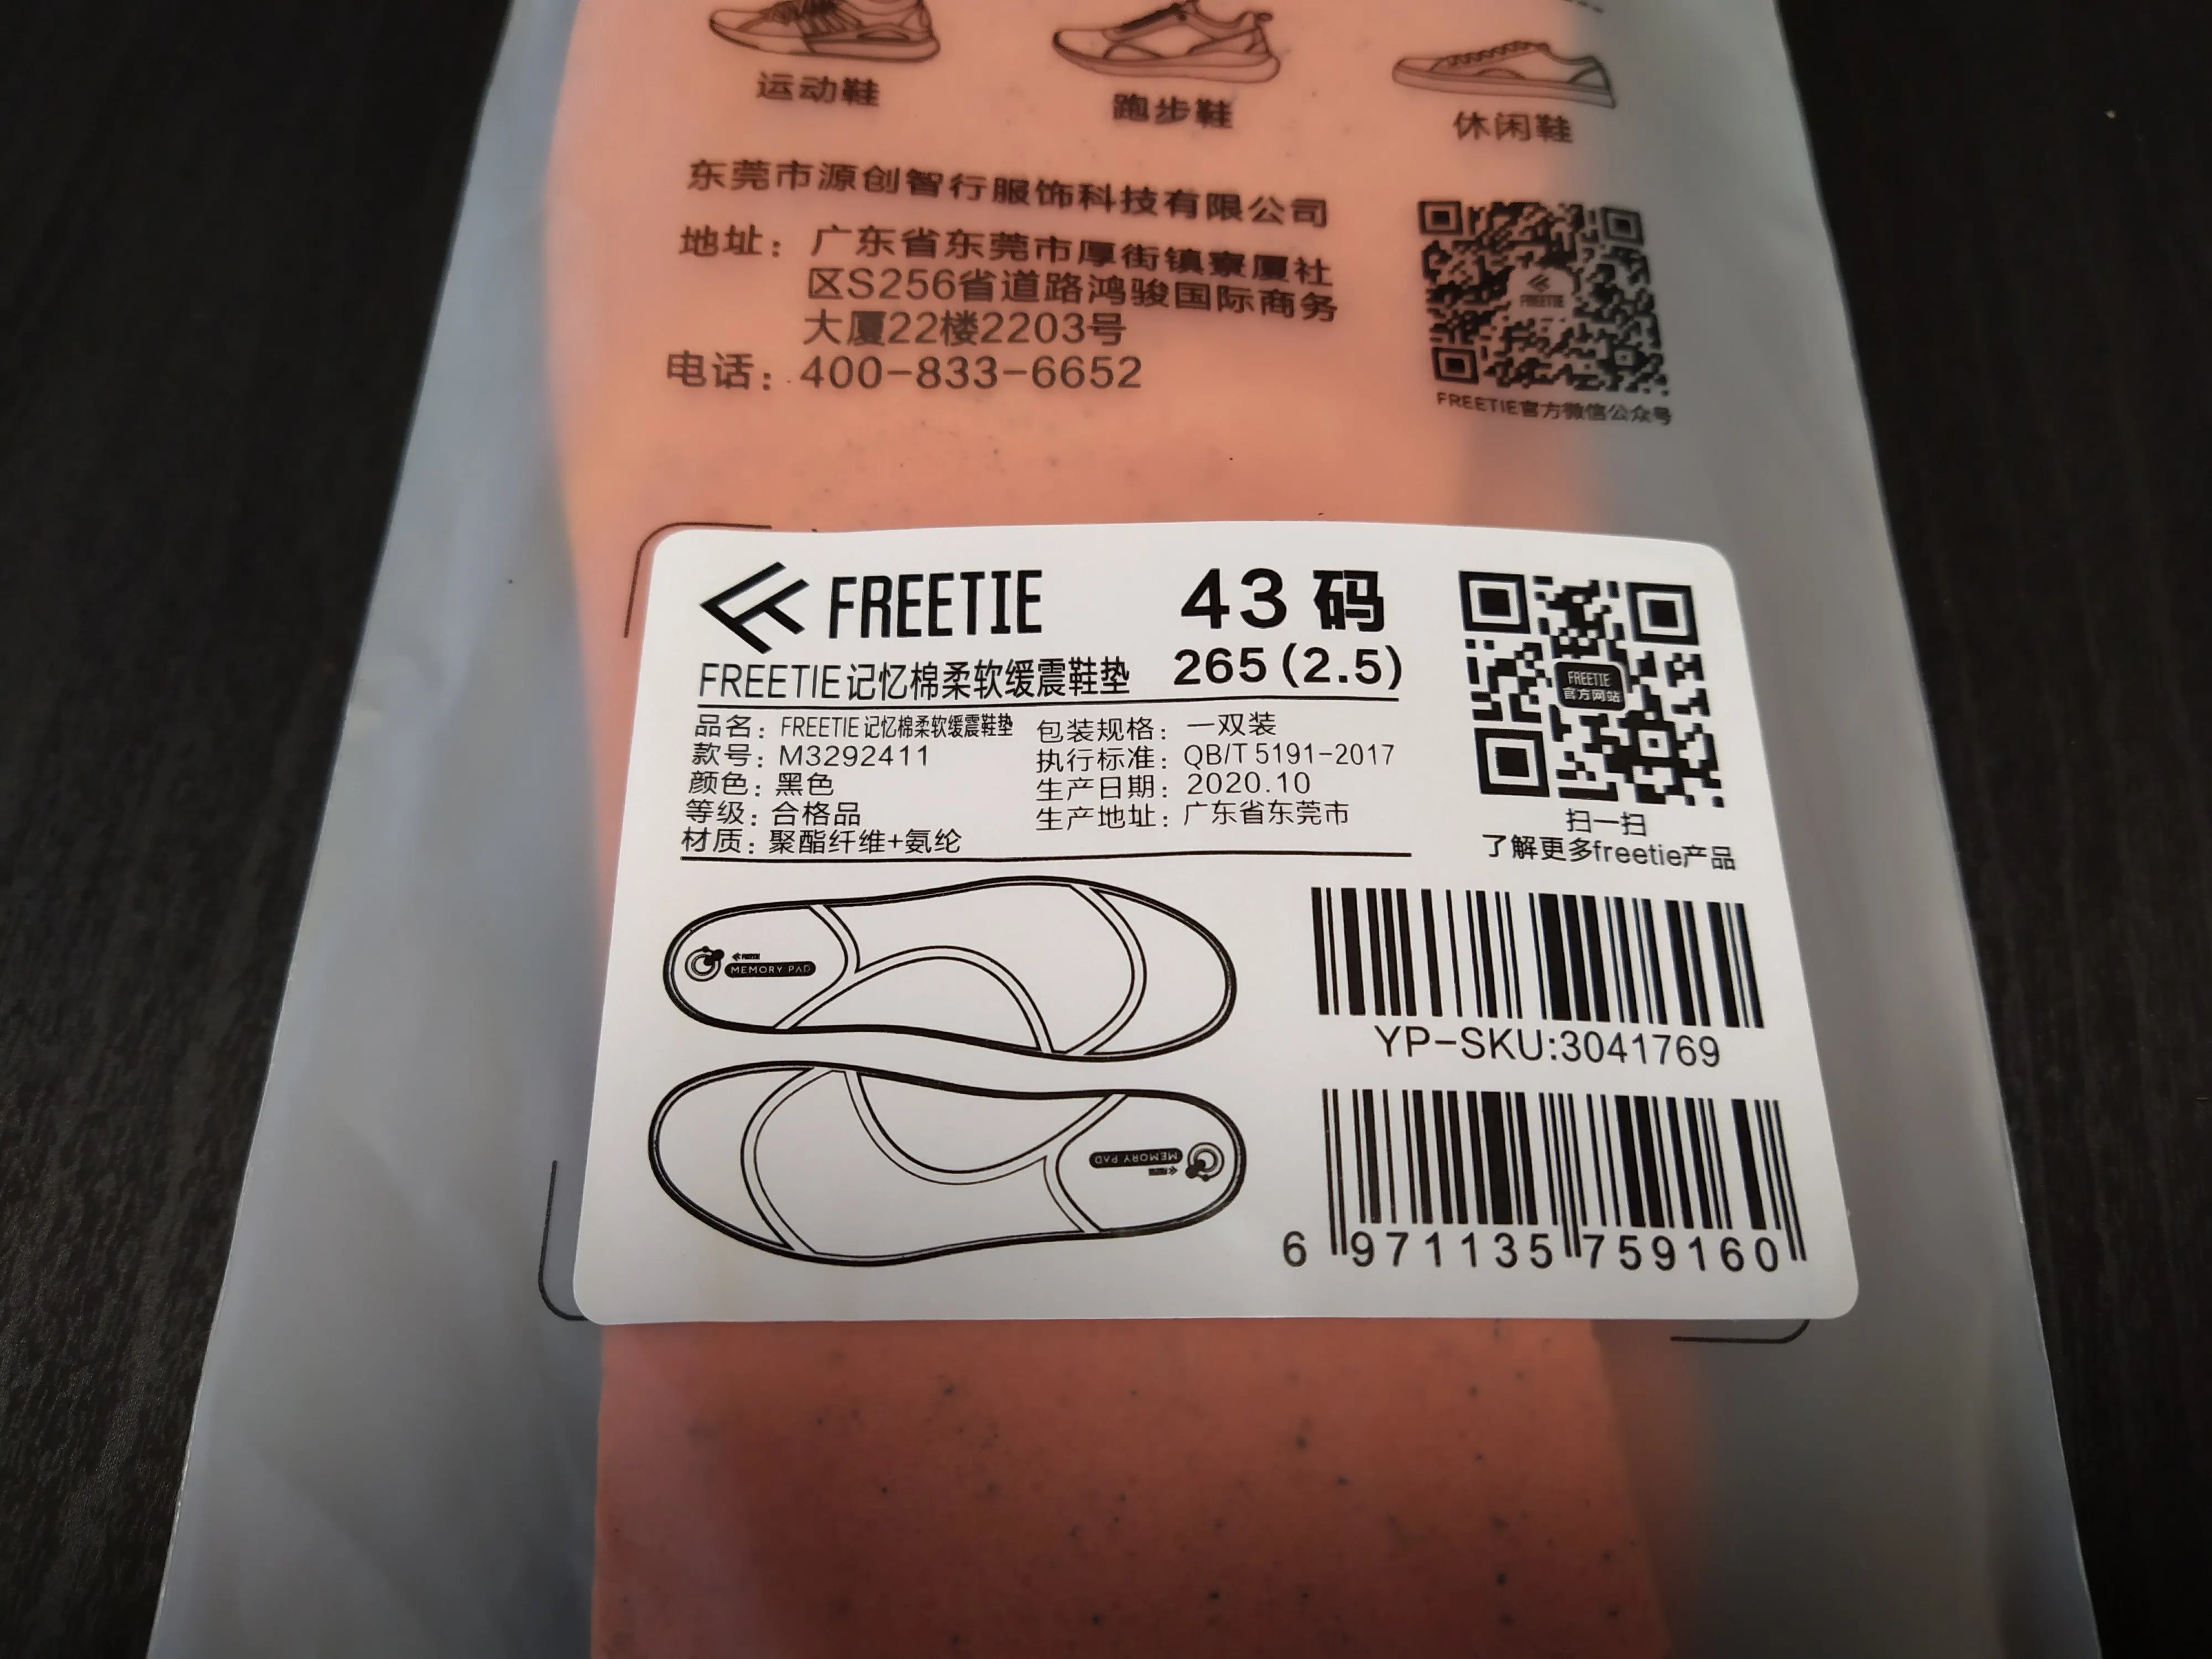 运动鞋
跑步鞋
休闲鞋
东莞市源创智行服饰科技有限公司
地址：广东省东莞市厚街镇寮厦社
区S256省道路鸿骏国际商务
大厦22楼2203号
电话：400-833-6652
FREETIE
FREETIE官方微信公众号
FREETIE
43码
265(2.5)
FREETIE记忆棉柔软缓震鞋垫
品名：FREETIE记忆棉柔软缓震鞋垫
款号：M3292411
颜色：黑色
等级：合格品
材质：聚酯纤维+氨纶
包装规格：一双装
执行标准：QB/T 5191-2017
生产日期：2020.10
生产地址：广东省东莞市
FREETIE
官方网站
扫一扫
了解更多freetie产品
FREETIE
MEMORY PAD
FREETIE
MEMORY PAD
YP-SKU:3041769
6 971135 759160